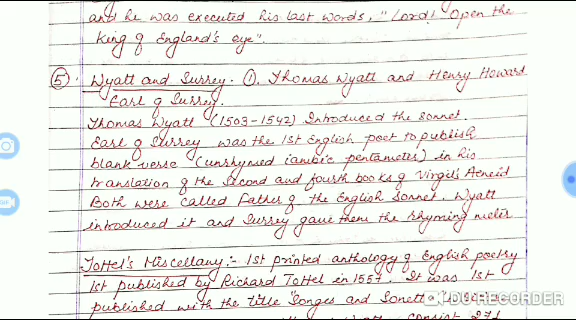 and he was executed his last words, "Lord! Open the
King of England's eye".
5. Wyatt and Surrey. 1. Thomas Wyatt and Henry Howard
Earl of Surrey.
Thomas Wyatt (1503-1542) Introduced the sonnet.
Earl of Surrey was the 1st English poet to publish
blank verse (unrhymed iambic pentameter) in his
translation of the Second and fourth books of Virgil's Aeneid
Both were called Father of the English Sonnet. Wyatt
introduced it and Surrey gave them the rhyming meter
Tottel's Miscellany:- 1st printed anthology of English poetry
1st published by Richard Tottel in 1557. It was 1st
published with the title "Songes and Sonettes
DU RECORDER
consist 271